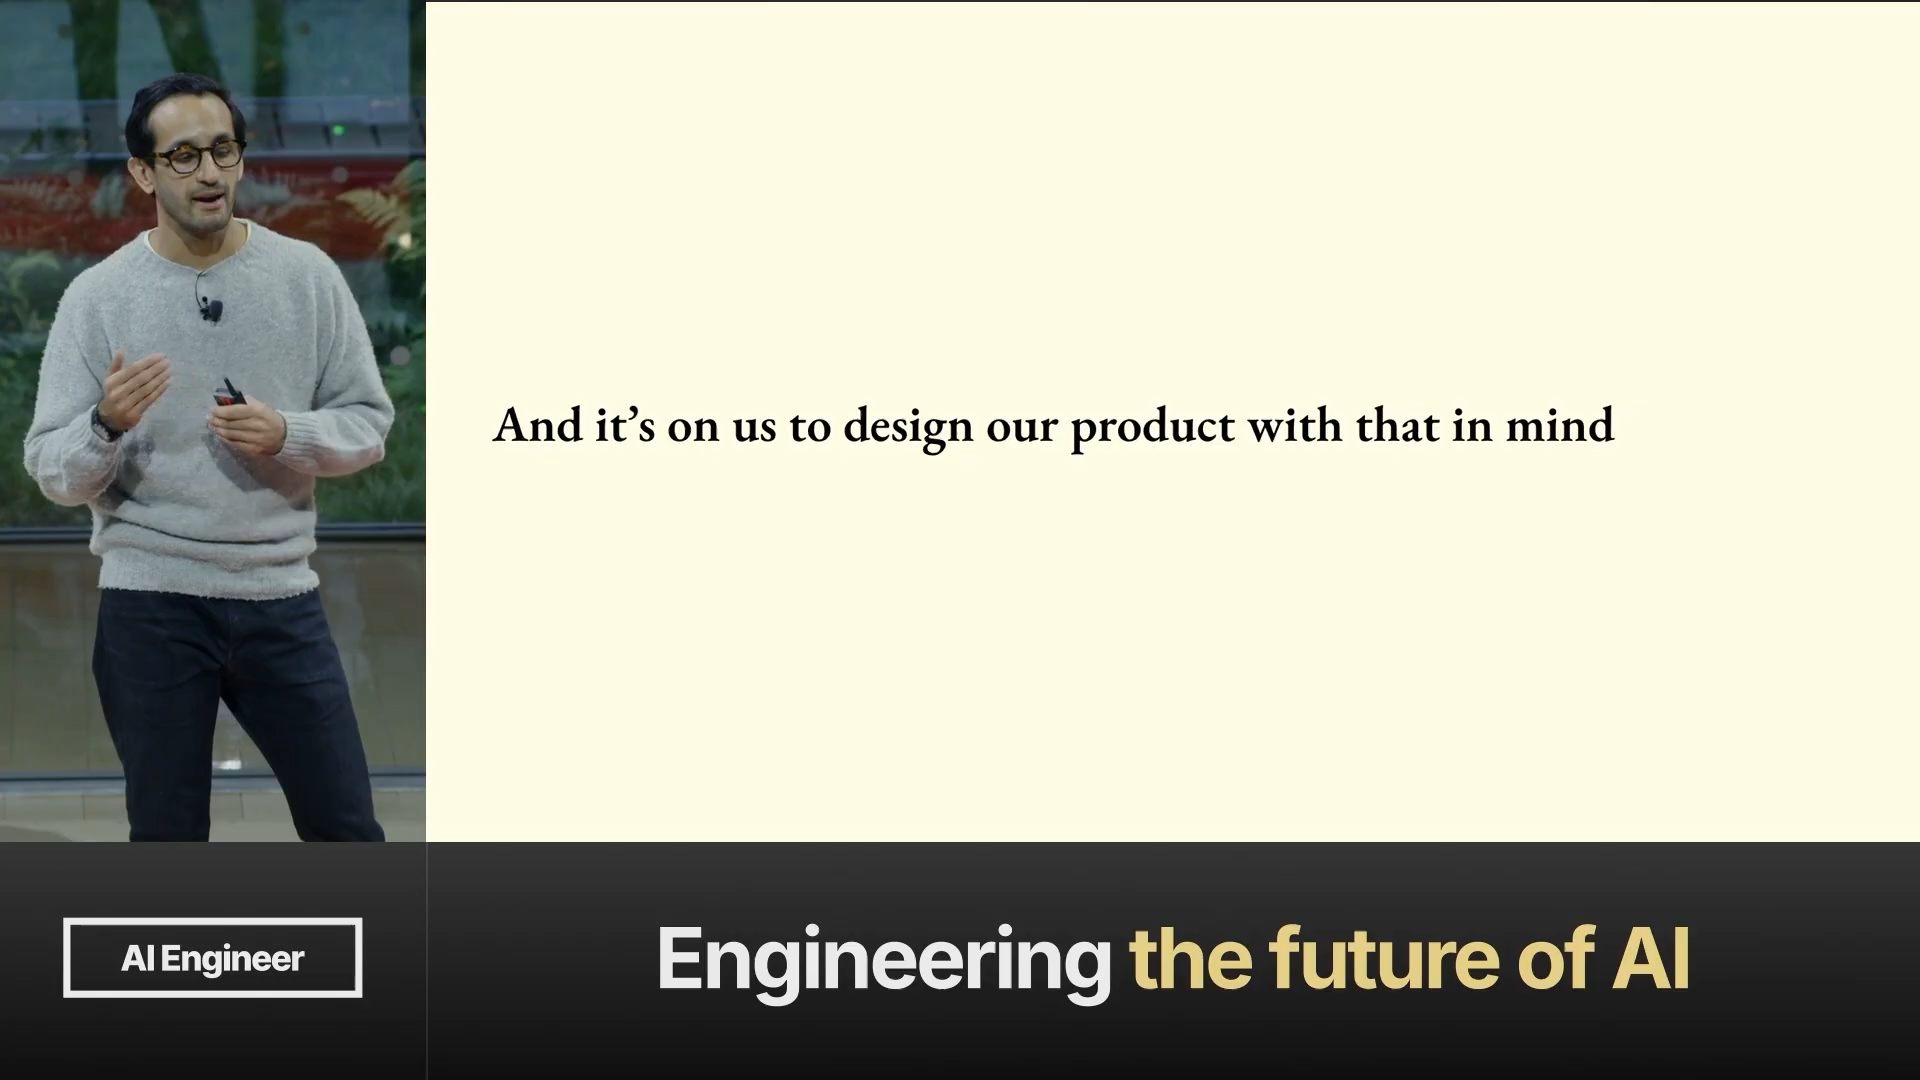 And it’s on us to design our product with that in mind
AI Engineer
Engineering the future of AI